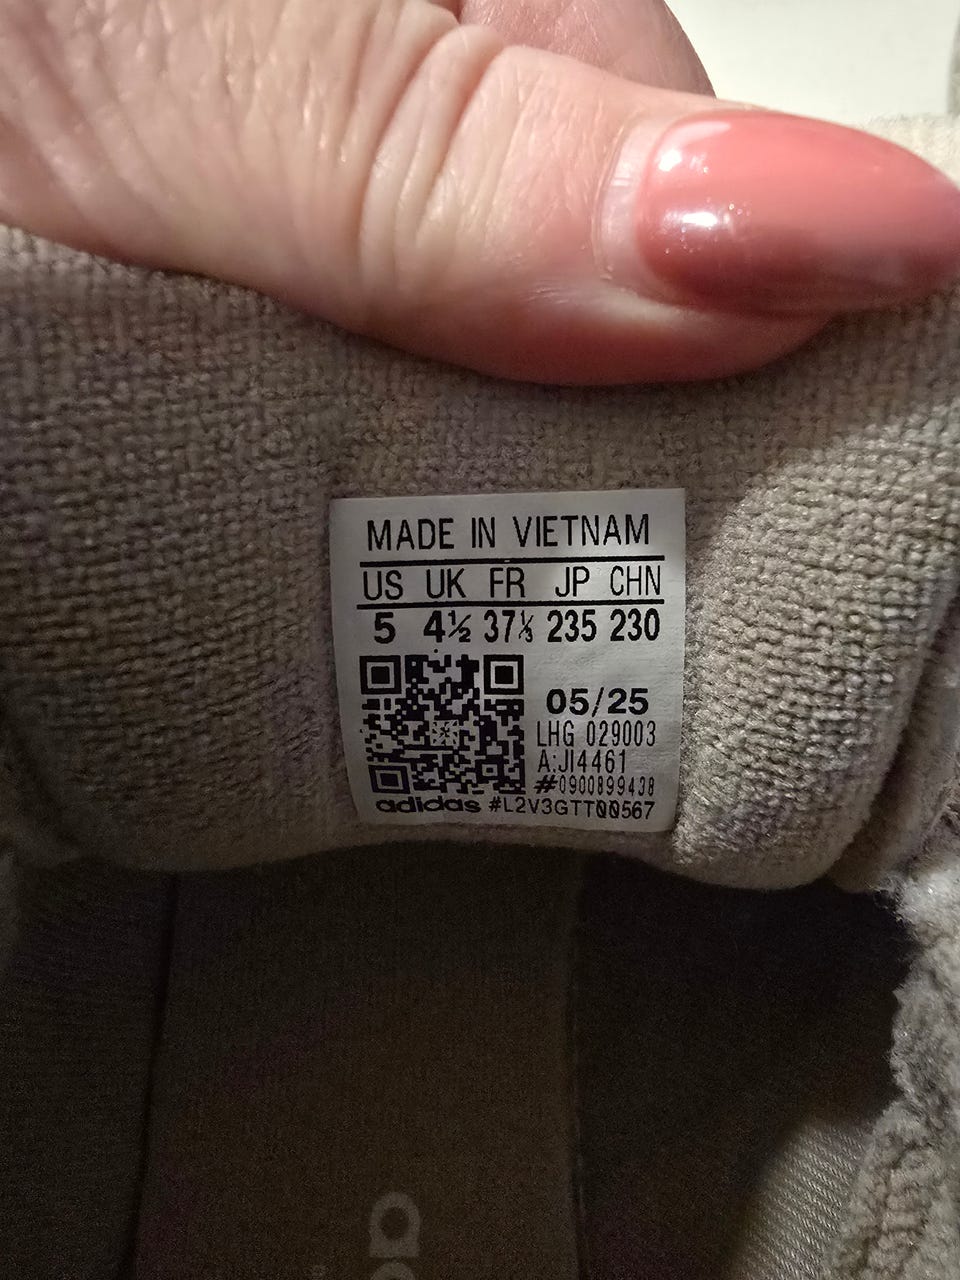 MADE IN VIETNAM
US UK FR JP CHN
5 4½ 37⅓ 235 230
05/25
LHG 029003
A:JI4461
#0900899438
adidas #L2V3GTT00567